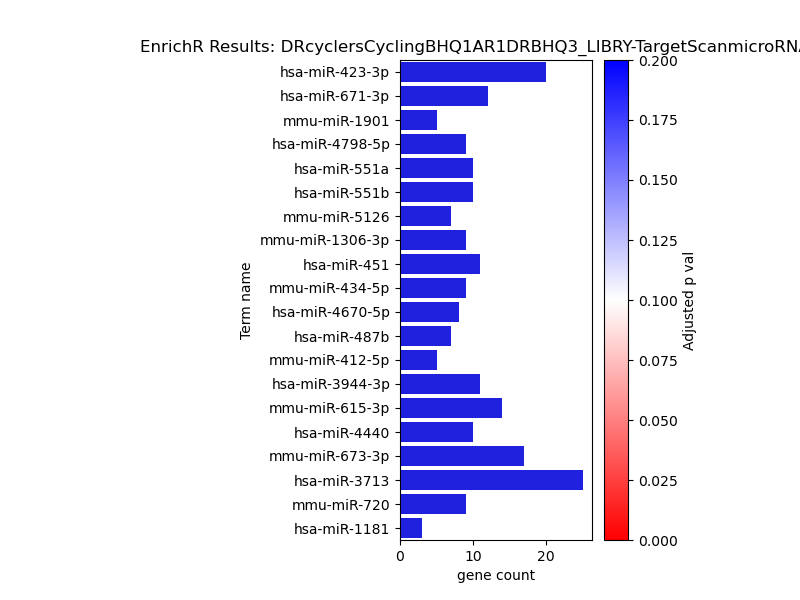 EnrichR Results: DRcyclersCyclingBHQ1AR1DRBHQ3_LIBRY-TargetScanmicroRN
hsa-miR-423-3p
hsa-miR-671-3p
mmu-miR-1901
hsa-miR-4798-5p
hsa-miR-551a
hsa-miR-551b
mmu-miR-5126
mmu-miR-1306-3p
hsa-miR-451
mmu-miR-434-5p
hsa-miR-4670-5p
hsa-miR-487b
mmu-miR-412-5p
hsa-miR-3944-3p
mmu-miR-615-3p
hsa-miR-4440
mmu-miR-673-3p
hsa-miR-3713
mmu-miR-720
hsa-miR-1181
Term name
0 10 20
gene count
0.200
0.175
0.150
0.125
0.100
0.075
0.050
0.025
0.000
Adjusted p val